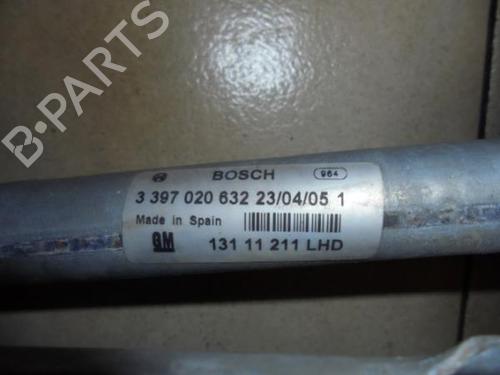 B-PARTS
BOSCH 964
3 397 020 632 23/04/05 1
Made in Spain
GM 131 11 211 LHD